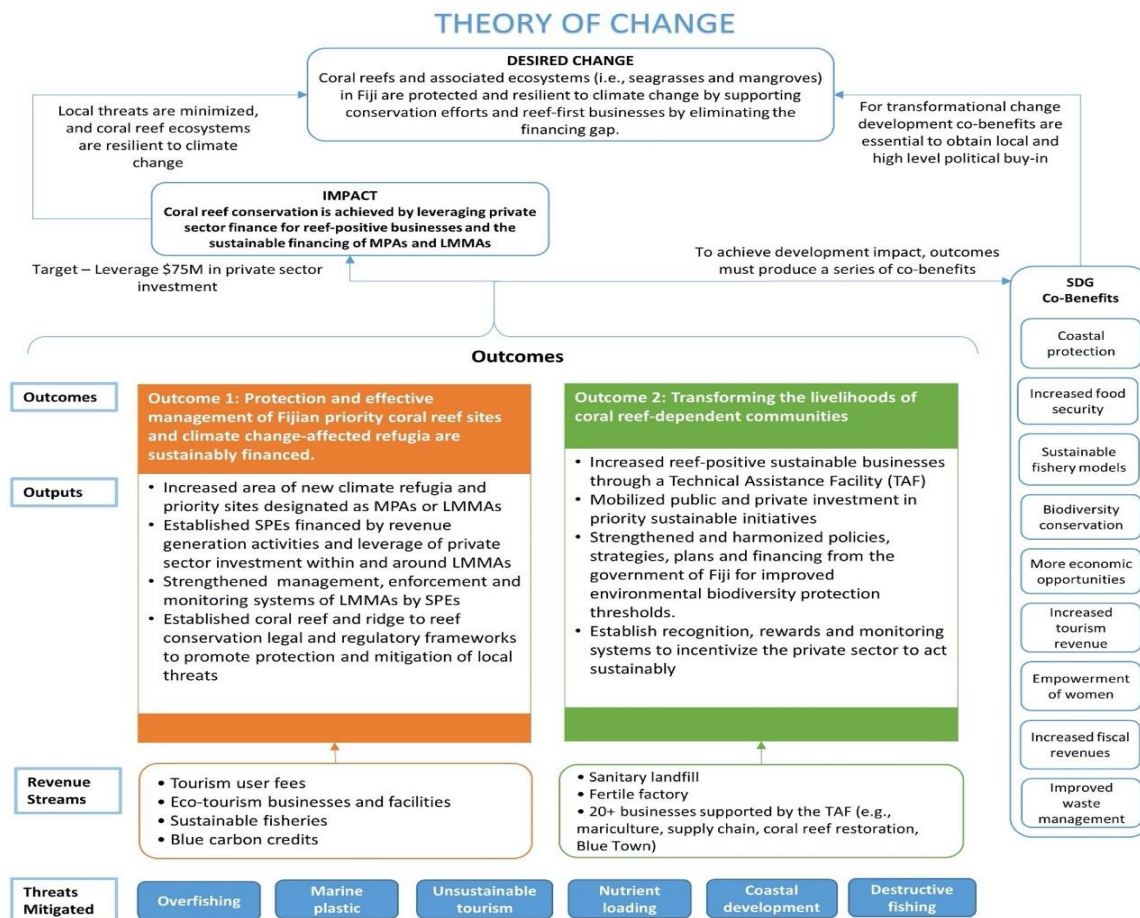 THEORY OF CHANGE
DESIRED CHANGE
Coral reefs and associated ecosystems (i.e., seagrasses and mangroves)
in Fiji are protected and resilient to climate change by supporting
conservation efforts and reef-first businesses by eliminating the
financing gap.
Local threats are minimized,
and coral reef ecosystems
are resilient to climate
change
For transformational change
development co-benefits are
essential to obtain local and
high level political buy-in
IMPACT
Coral reef conservation is achieved by leveraging private
sector finance for reef-positive businesses and the
sustainable financing of MPAs and LMMAs
Target – Leverage $75M in private sector
investment
To achieve development impact, outcomes
must produce a series of co-benefits
SDG
Co-Benefits
Coastal
protection
Increased food
security
Sustainable
fishery models
Biodiversity
conservation
More economic
opportunities
Increased
tourism
revenue
Empowerment
of women
Increased fiscal
revenues
Improved
waste
management
Outcomes
Outcomes
Outcome 1: Protection and effective
management of Fijian priority coral reef sites
and climate change-affected refugia are
sustainably financed.
Outcome 2: Transforming the livelihoods of
coral reef-dependent communities
Outputs
• Increased area of new climate refugia and
priority sites designated as MPAs or LMMAs
• Established SPEs financed by revenue
generation activities and leverage of private
sector investment within and around LMMAs
• Strengthened management, enforcement and
monitoring systems of LMMAs by SPEs
• Established coral reef and ridge to reef
conservation legal and regulatory frameworks
to promote protection and mitigation of local
threats
• Increased reef-positive sustainable businesses
through a Technical Assistance Facility (TAF)
• Mobilized public and private investment in
priority sustainable initiatives
• Strengthened and harmonized policies,
strategies, plans and financing from the
government of Fiji for improved
environmental biodiversity protection
thresholds.
• Establish recognition, rewards and monitoring
systems to incentivize the private sector to act
sustainably
Revenue
Streams
• Tourism user fees
• Eco-tourism businesses and facilities
• Sustainable fisheries
• Blue carbon credits
• Sanitary landfill
• Fertile factory
• 20+ businesses supported by the TAF (e.g.,
mariculture, supply chain, coral reef restoration,
Blue Town)
Threats
Mitigated
Overfishing
Marine
plastic
Unsustainable
tourism
Nutrient
loading
Coastal
development
Destructive
fishing